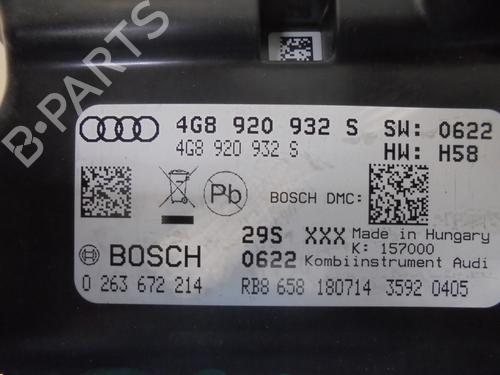 4G8 920 932 S SW: 0622
4G8 920 932 S HW: H58
Pb
BOSCH DMC:
29S XXX Made in Hungary
K: 157000
BOSCH 0622 Kombiinstrument Audi
0 263 672 214 RB8 658 180714 3592 0405
B-PARTS